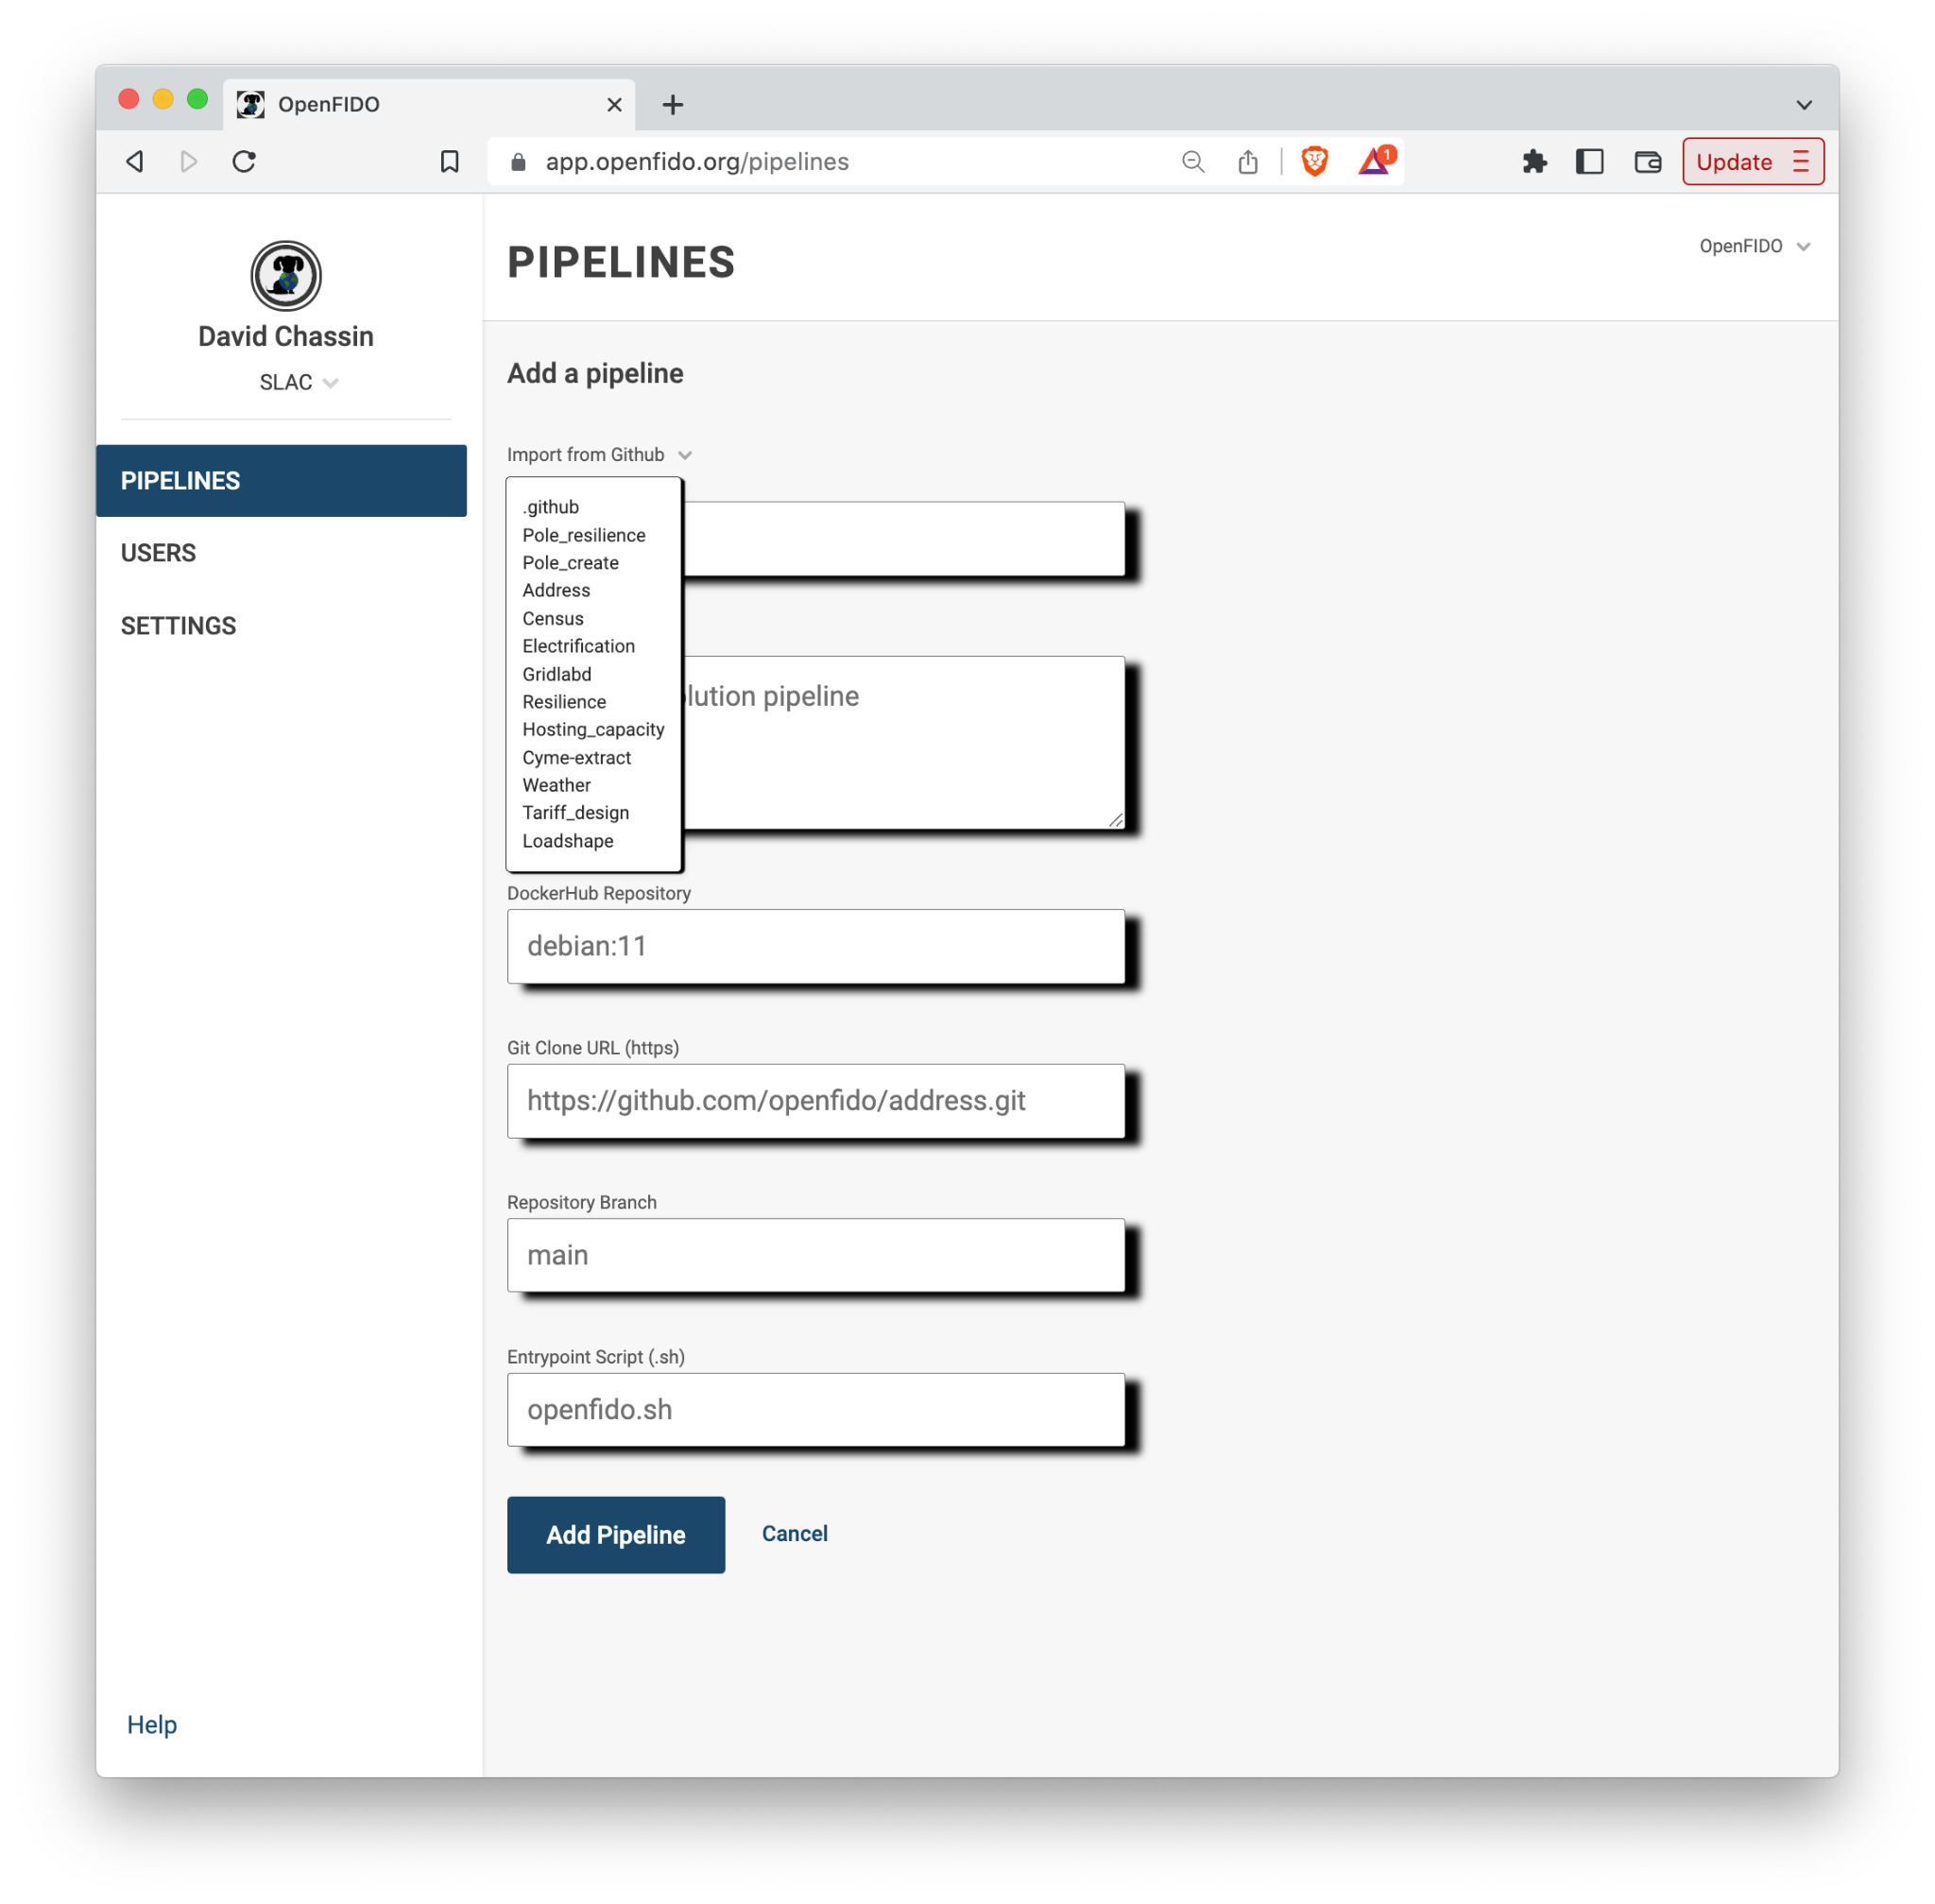 OpenFIDO
app.openfido.org/pipelines
1
Update
David Chassin
SLAC
PIPELINES
USERS
SETTINGS
Help
PIPELINES
OpenFIDO
Add a pipeline
Import from Github
.github
Pole_resilience
Pole_create
Address
Census
Electrification
Gridlabd
Resilience
Hosting_capacity
Cyme-extract
Weather
Tariff_design
Loadshape
pipeline
DockerHub Repository
debian:11
Git Clone URL (https)
https://github.com/openfido/address.git
Repository Branch
main
Entrypoint Script (.sh)
openfido.sh
Add Pipeline
Cancel